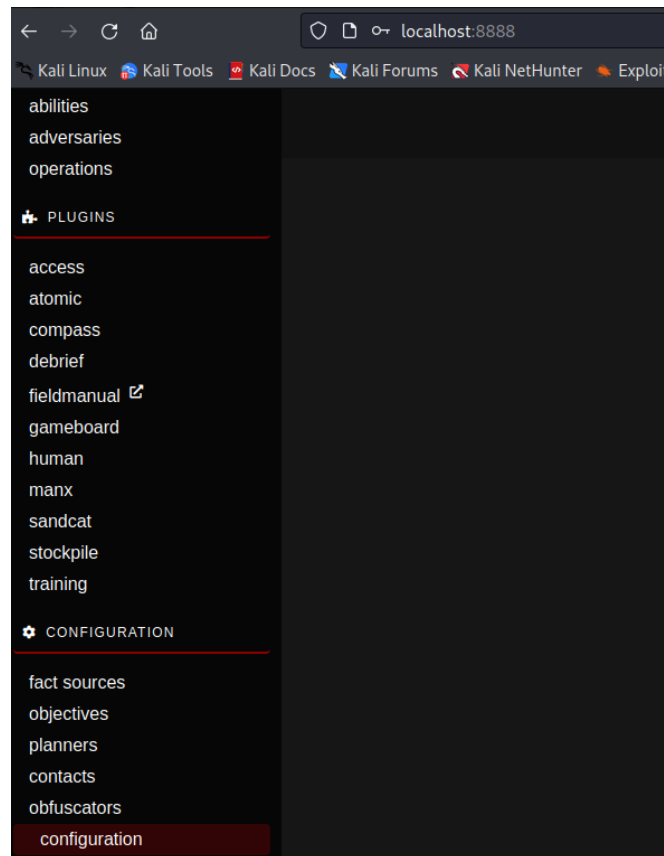 localhost:8888
Kali Linux Kali Tools Kali Docs Kali Forums Kali NetHunter Exploi
abilities
adversaries
operations
PLUGINS
access
atomic
compass
debrief
fieldmanual
gameboard
human
manx
sandcat
stockpile
training
CONFIGURATION
fact sources
objectives
planners
contacts
obfuscators
configuration